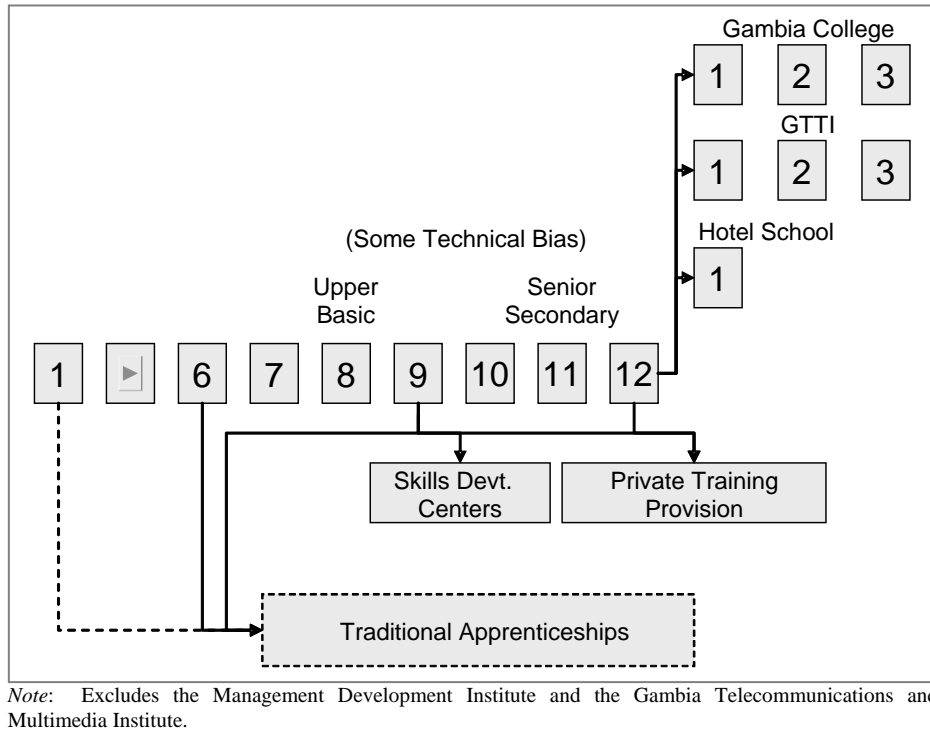 Gambia College
1 2 3
GTTI
1 2 3
Hotel School
1
(Some Technical Bias)
Upper
Basic
Senior
Secondary
1 6 7 8 9 10 11 12
Skills Devt.
Centers
Private Training
Provision
Traditional Apprenticeships
Note: Excludes the Management Development Institute and the Gambia Telecommunications and
Multimedia Institute.